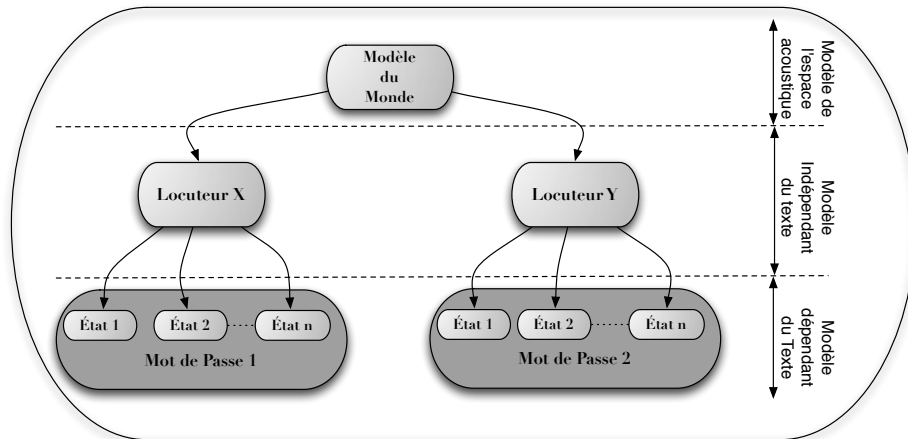 Modèle
du
Monde
Modèle de
l'espace
acoustique
Locuteur X
Locuteur Y
Modèle
Indépendant
du texte
État 1
État 2
État n
Mot de Passe 1
État 1
État 2
État n
Mot de Passe 2
Modèle
dépendant
du Texte